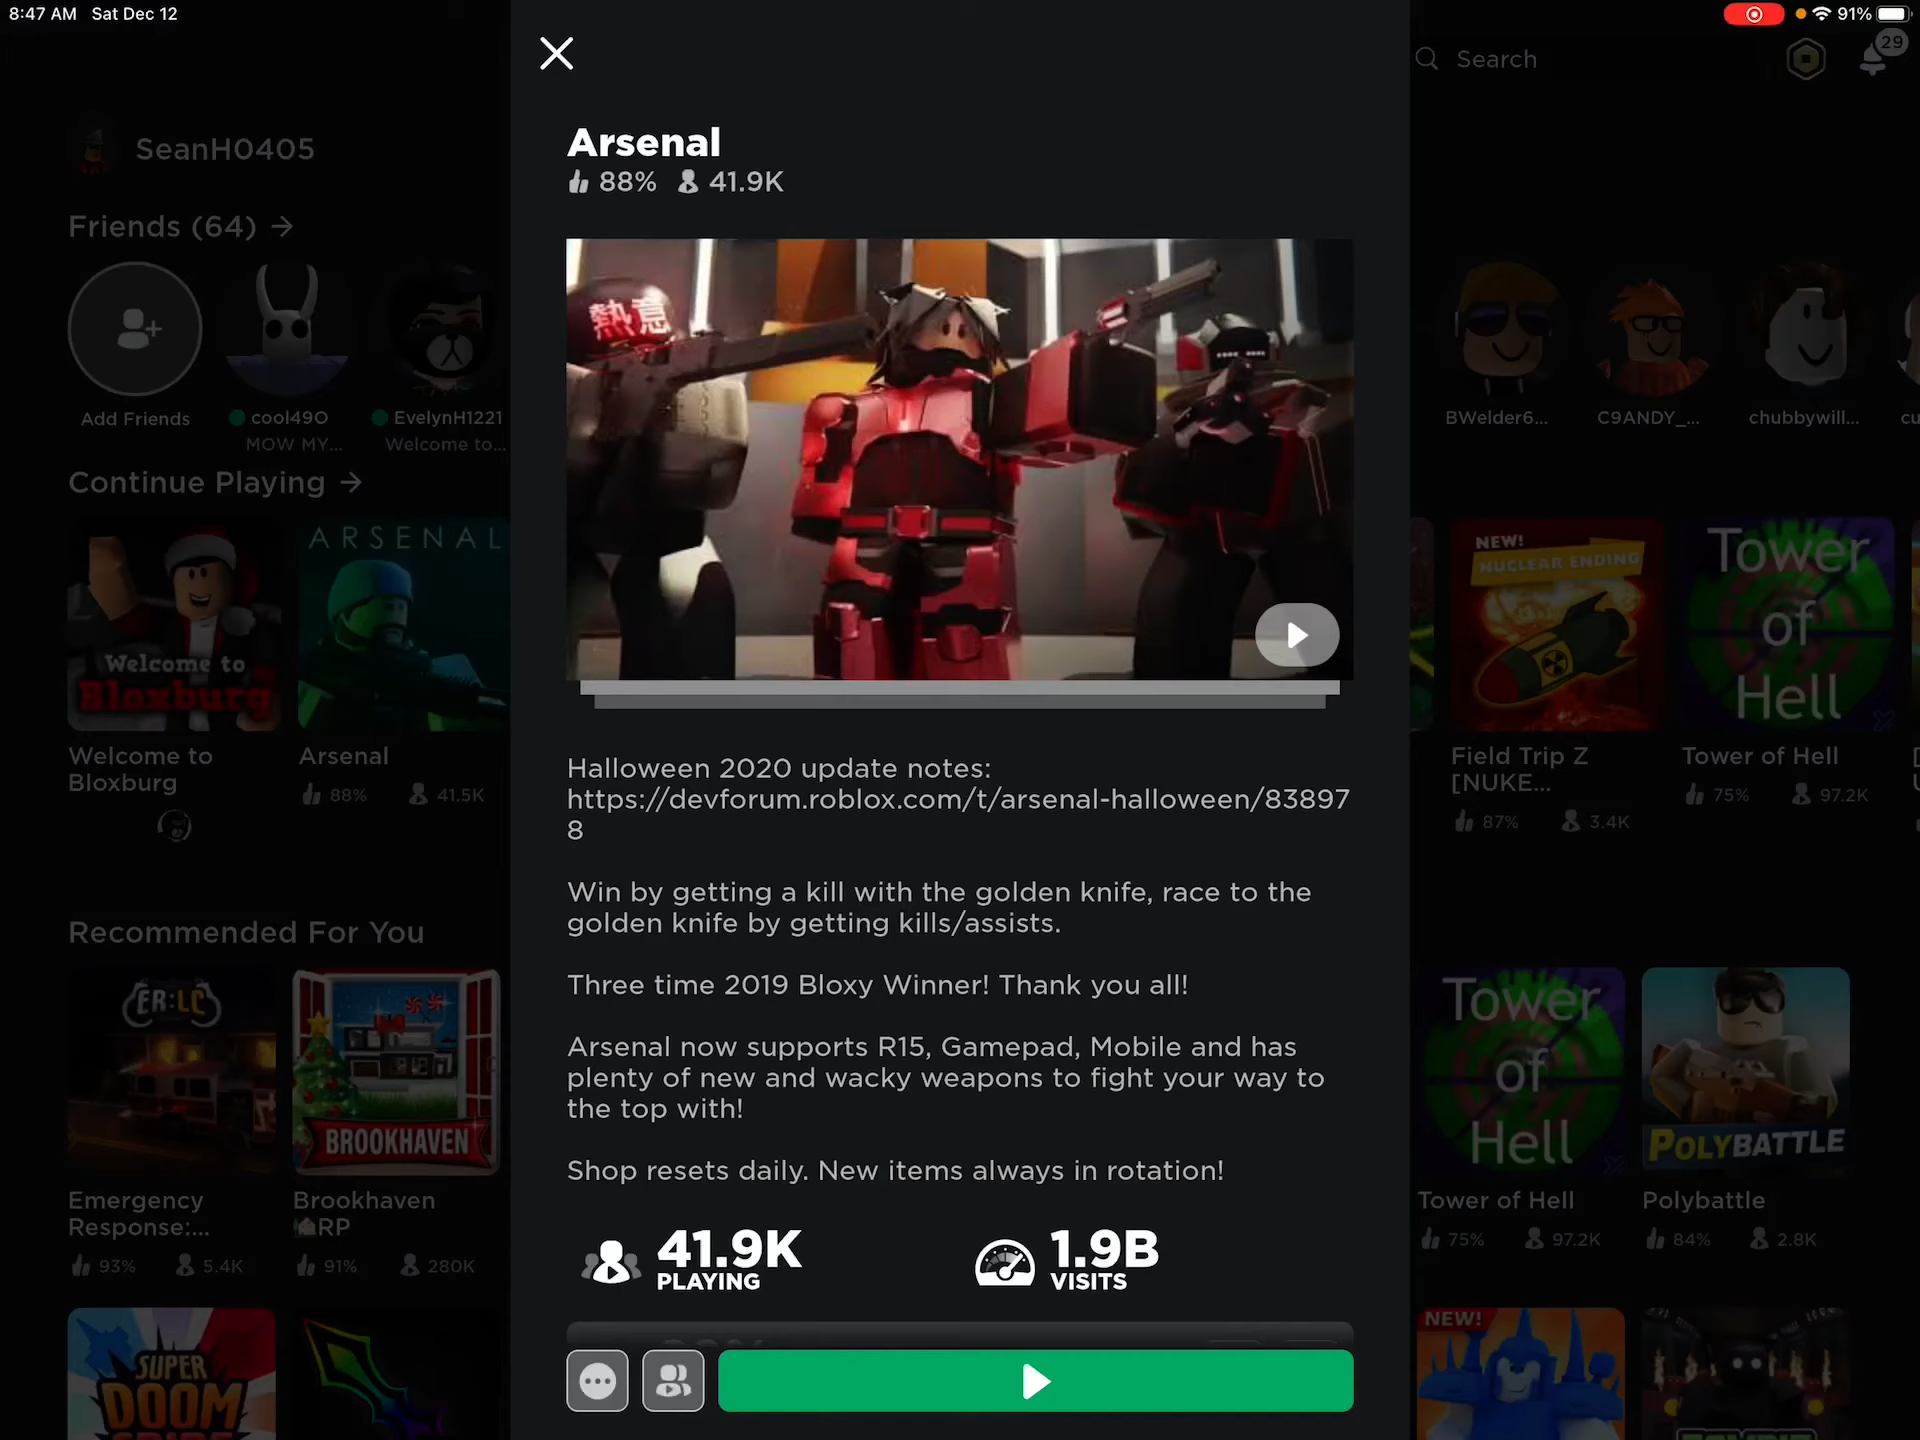 8:47 AM Sat Dec 12
91%
Search
29
SeanH0405
Friends (64)
Add Friends
cool49O
MOW MY...
EvelynH1221
Welcome to...
BWelder6...
C9ANDY_...
chubbywill...
cu
Continue Playing
Welcome to
Bloxburg
Welcome to
Bloxburg
ARSENAL
Arsenal
88% 41.5K
NEW!
NUCLEAR ENDING
Field Trip Z
[NUKE...
87% 3.4K
Tower
of
Hell
Tower of Hell
75% 97.2K
Recommended For You
ER:LC
Emergency
Response:...
93% 5.4K
BROOKHAVEN
Brookhaven
RP
91% 280K
Tower
of
Hell
Tower of Hell
75% 97.2K
POLYBATTLE
Polybattle
84% 2.8K
SUPER
DOOM
NEW!
Arsenal
88% 41.9K
熱意
Halloween 2020 update notes:
https://devforum.roblox.com/t/arsenal-halloween/83897
8
Win by getting a kill with the golden knife, race to the
golden knife by getting kills/assists.
Three time 2019 Bloxy Winner! Thank you all!
Arsenal now supports R15, Gamepad, Mobile and has
plenty of new and wacky weapons to fight your way to
the top with!
Shop resets daily. New items always in rotation!
41.9K
PLAYING
1.9B
VISITS